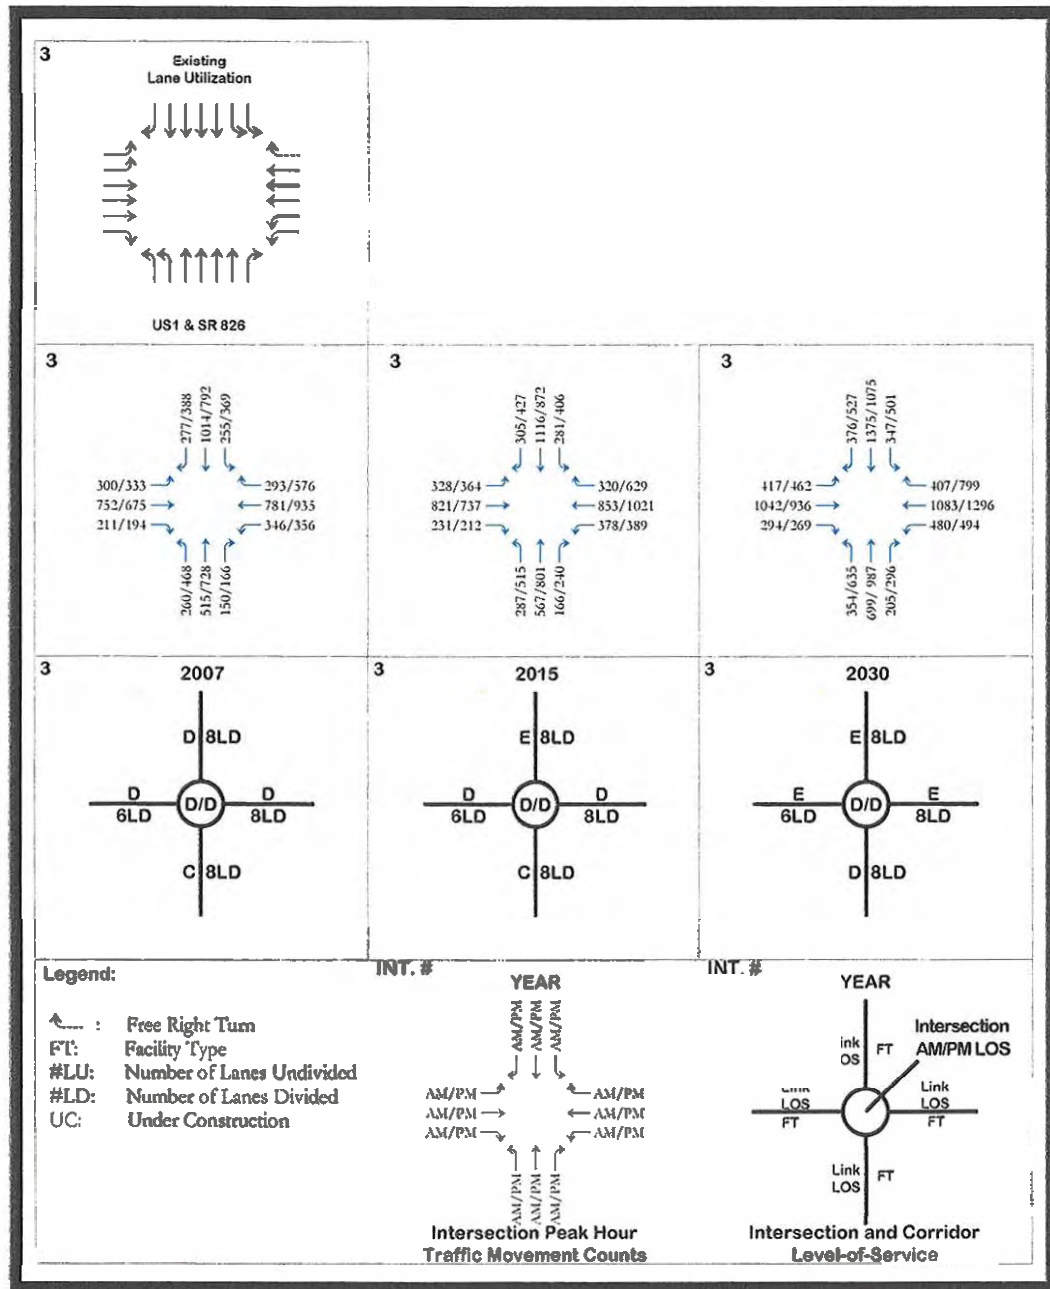 3
Existing
Lane Utilization
US1 & SR 826
3
277/388
1014/792
255/369
300/333
752/675
211/194
293/576
781/935
346/356
260/468
515/728
150/166
3
305/427
1116/872
281/406
328/364
821/737
231/212
320/629
853/1021
378/389
287/515
567/801
166/240
3
376/527
1375/1075
347/501
417/462
1042/936
294/269
407/799
1083/1296
480/494
354/635
699/ 987
205/296
3
2007
D 8LD
D
6LD
D/D
D
8LD
C 8LD
3
2015
E 8LD
D
6LD
D/D
D
8LD
C 8LD
3
2030
E 8LD
E
6LD
D/D
E
8LD
D 8LD
Legend:
: Free Right Turn
FT: Facility Type
#LU: Number of Lanes Undivided
#LD: Number of Lanes Divided
UC: Under Construction
INT. #
YEAR
AM/PM
AM/PM
AM/PM
AM/PM
AM/PM
AM/PM
AM/PM
AM/PM
AM/PM
AM/PM
AM/PM
AM/PM
Intersection Peak Hour
Traffic Movement Counts
INT. #
YEAR
ink
OS
FT
Intersection
AM/PM LOS
LOS
FT
Link
LOS
FT
Link
LOS
FT
Intersection and Corridor
Level-of-Service